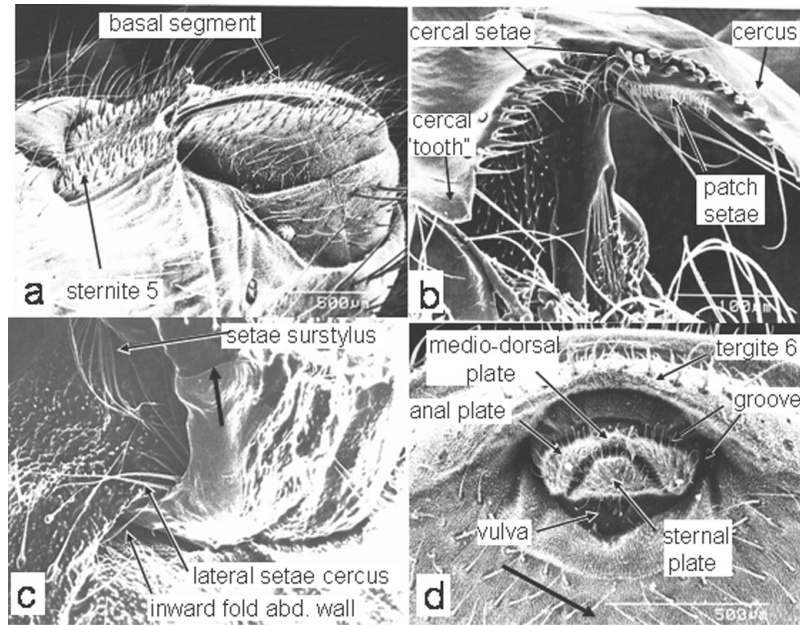 basal segment
sternite 5
a
500μm
cercal setae
cercus
cercal
"tooth"
patch
setae
b
100μm
setae surstylus
lateral setae cercus
inward fold abd. wall
c
medio-dorsal
plate
tergite 6
anal plate
groove
vulva
sternal
plate
d
500μm